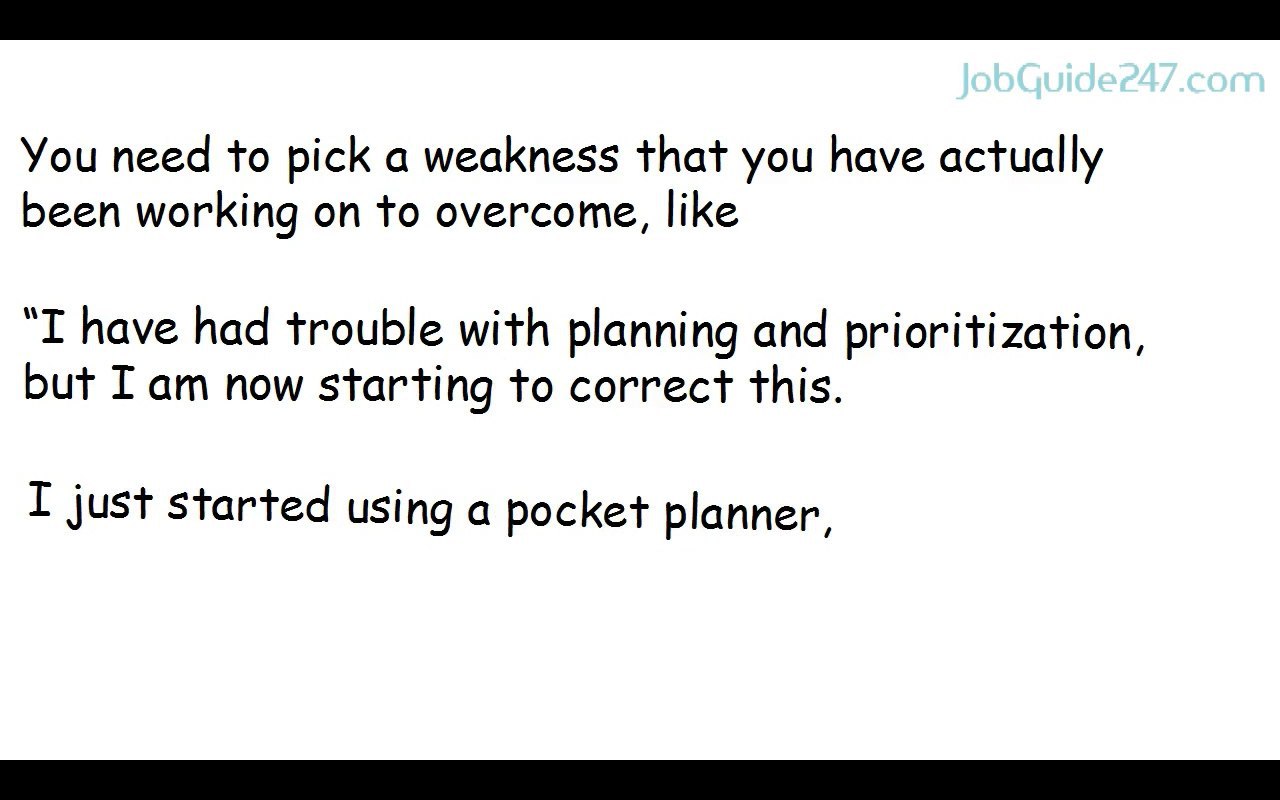 JobGuide247.com
You need to pick a weakness that you have actually
been working on to overcome, like
“I have had trouble with planning and prioritization,
but I am now starting to correct this.
I just started using a pocket planner,